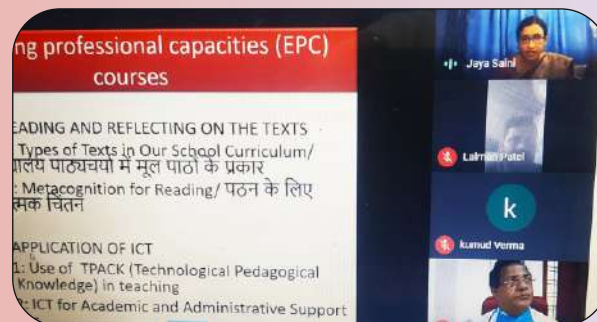 ng professional capacities (EPC)
courses
EADING AND REFLECTING ON THE TEXTS
Types of Texts in Our School Curriculum/
ालय पाठ्यचर्या में मूल पाठों के प्रकार
: Metacognition for Reading/ पठन के लिए
त्मक चिंतन
APPLICATION OF ICT
1: Use of TPACK (Technological Pedagogical
Knowledge) in teaching
2: ICT for Academic and Administrative Support
Jaya Saini
Lalman Patel
k
kumud Verma